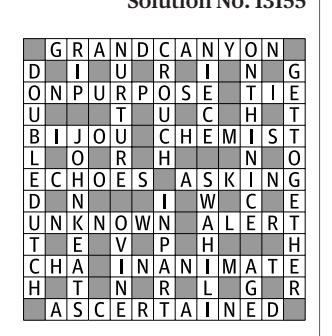 Solution No. 13155
GRANDCANYON
D I U R I N G
ONPURPOSE TIE
U T U C H T
BIJOU CHEMIST
L O R H N O
ECHOES ASKING
D N I W C E
UNKNOWN ALERT
T E V P H H
CHA INANIMATE
H T N R L G R
ASCERTAINED